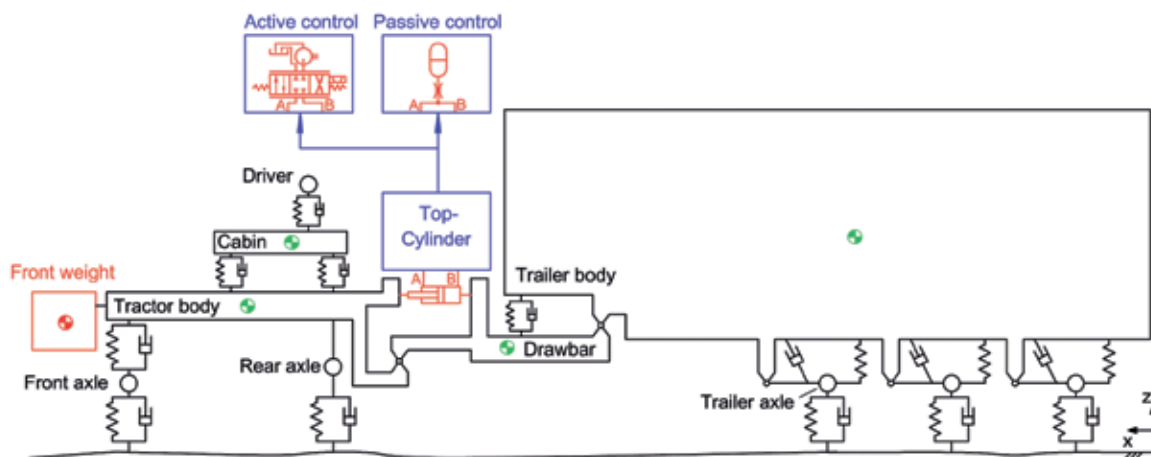 Active control
Passive control
A B
A B
Driver
Top-
Cylinder
Cabin
Front weight
A B
Trailer body
Tractor body
Drawbar
Rear axle
Front axle
Trailer axle
z
x